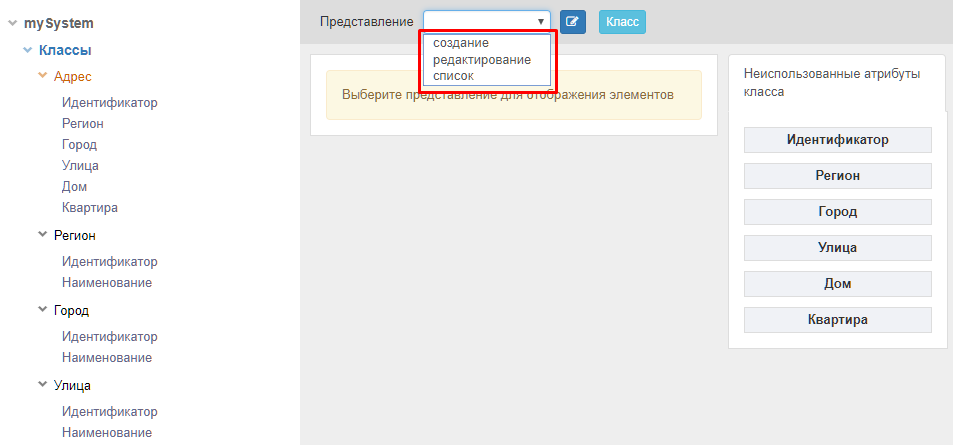 mySystem
Классы
Адрес
Идентификатор
Регион
Город
Улица
Дом
Квартира
Регион
Идентификатор
Наименование
Город
Идентификатор
Наименование
Улица
Идентификатор
Наименование
Представление
Класс
создание
редактирование
список
Выберите представление для отображения элементов
Неиспользованные атрибуты
класса
Идентификатор
Регион
Город
Улица
Дом
Квартира